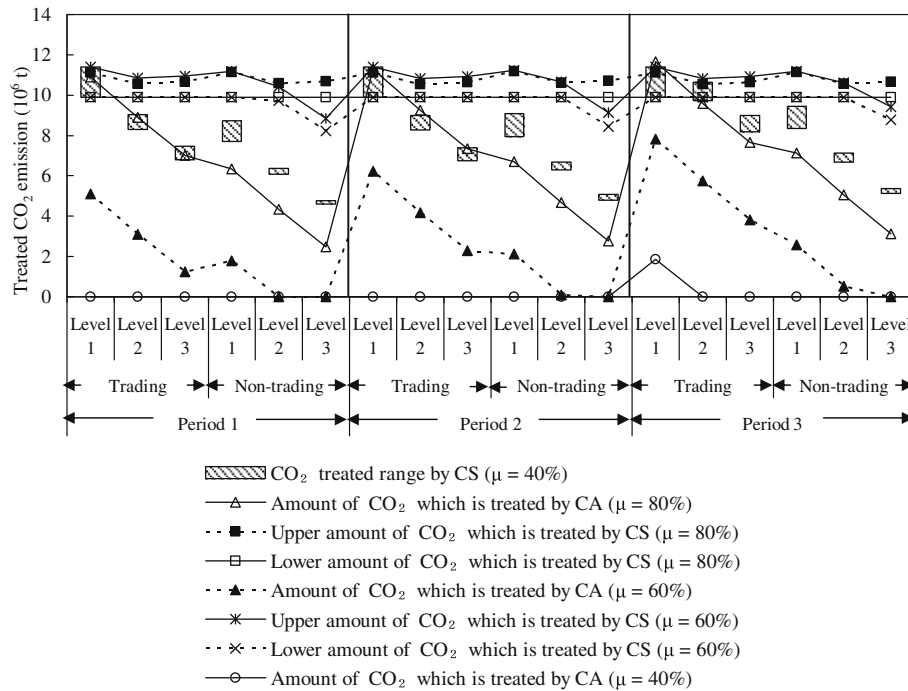 14
12
10
8
6
4
2
0
Treated CO₂ emission (10⁶ t)
Level 1 Level 2 Level 3 Level 1 Level 2 Level 3 Level 1 Level 2 Level 3 Level 1 Level 2 Level 3 Level 1 Level 2 Level 3 Level 1 Level 2 Level 3
Trading Non-trading Trading Non-trading Trading Non-trading
Period 1 Period 2 Period 3
CO₂ treated range by CS (μ = 40%)
Amount of CO₂ which is treated by CA (μ = 80%)
Upper amount of CO₂ which is treated by CS (μ = 80%)
Lower amount of CO₂ which is treated by CS (μ = 80%)
Amount of CO₂ which is treated by CA (μ = 60%)
Upper amount of CO₂ which is treated by CS (μ = 60%)
Lower amount of CO₂ which is treated by CS (μ = 60%)
Amount of CO₂ which is treated by CA (μ = 40%)